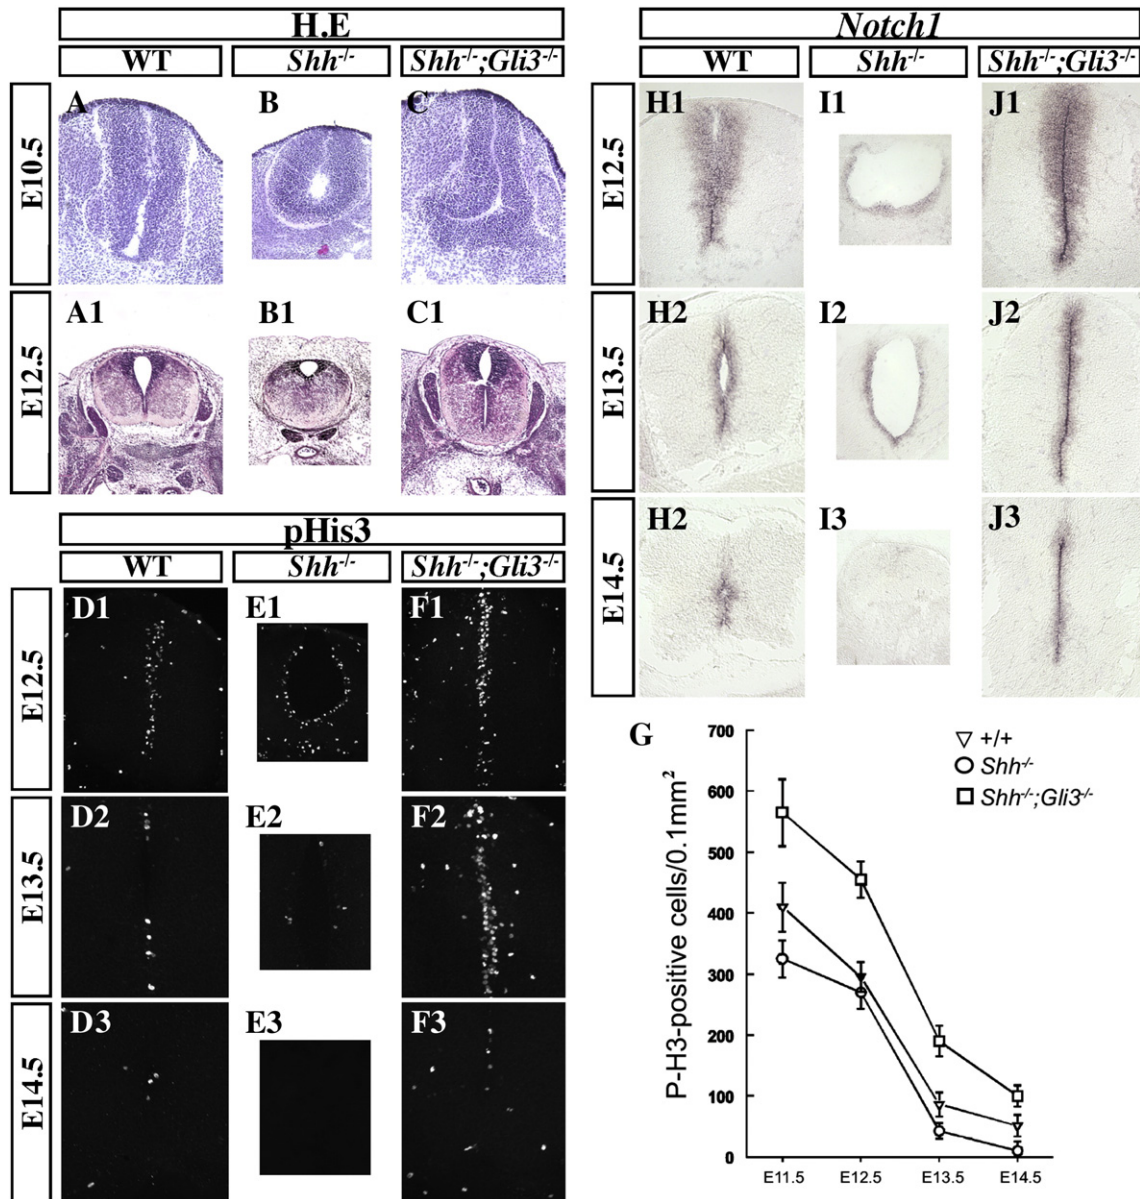 H.E
WT
Shh-/-
Shh-/-;Gli3-/-
E10.5
A
B
C
E12.5
A1
B1
C1
pHis3
WT
Shh-/-
Shh-/-;Gli3-/-
E12.5
D1
E1
F1
E13.5
D2
E2
F2
E14.5
D3
E3
F3
Notch1
WT
Shh-/-
Shh-/-;Gli3-/-
E12.5
H1
I1
J1
E13.5
H2
I2
J2
E14.5
H2
I3
J3
G
P-H3-positive cells/0.1mm²
700
600
500
400
300
200
100
0
E11.5
E12.5
E13.5
E14.5
+/+
Shh-/-
Shh-/-;Gli3-/-